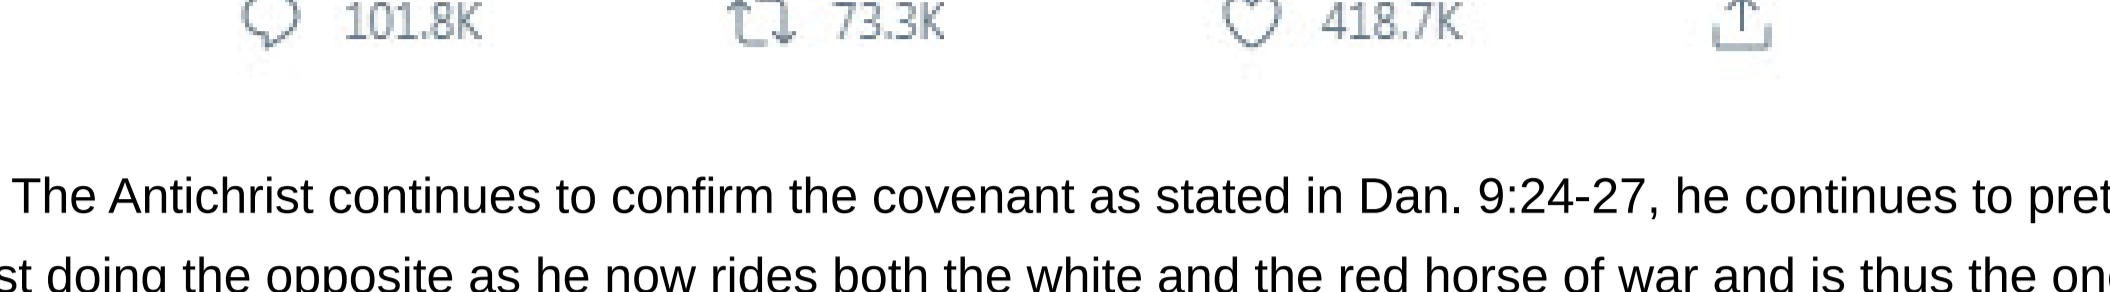 101.8K 73.3K 418.7K
The Antichrist continues to confirm the covenant as stated in Dan. 9:24-27, he continues to pret
st doing the opposite as he now rides both the white and the red horse of war and is thus the on